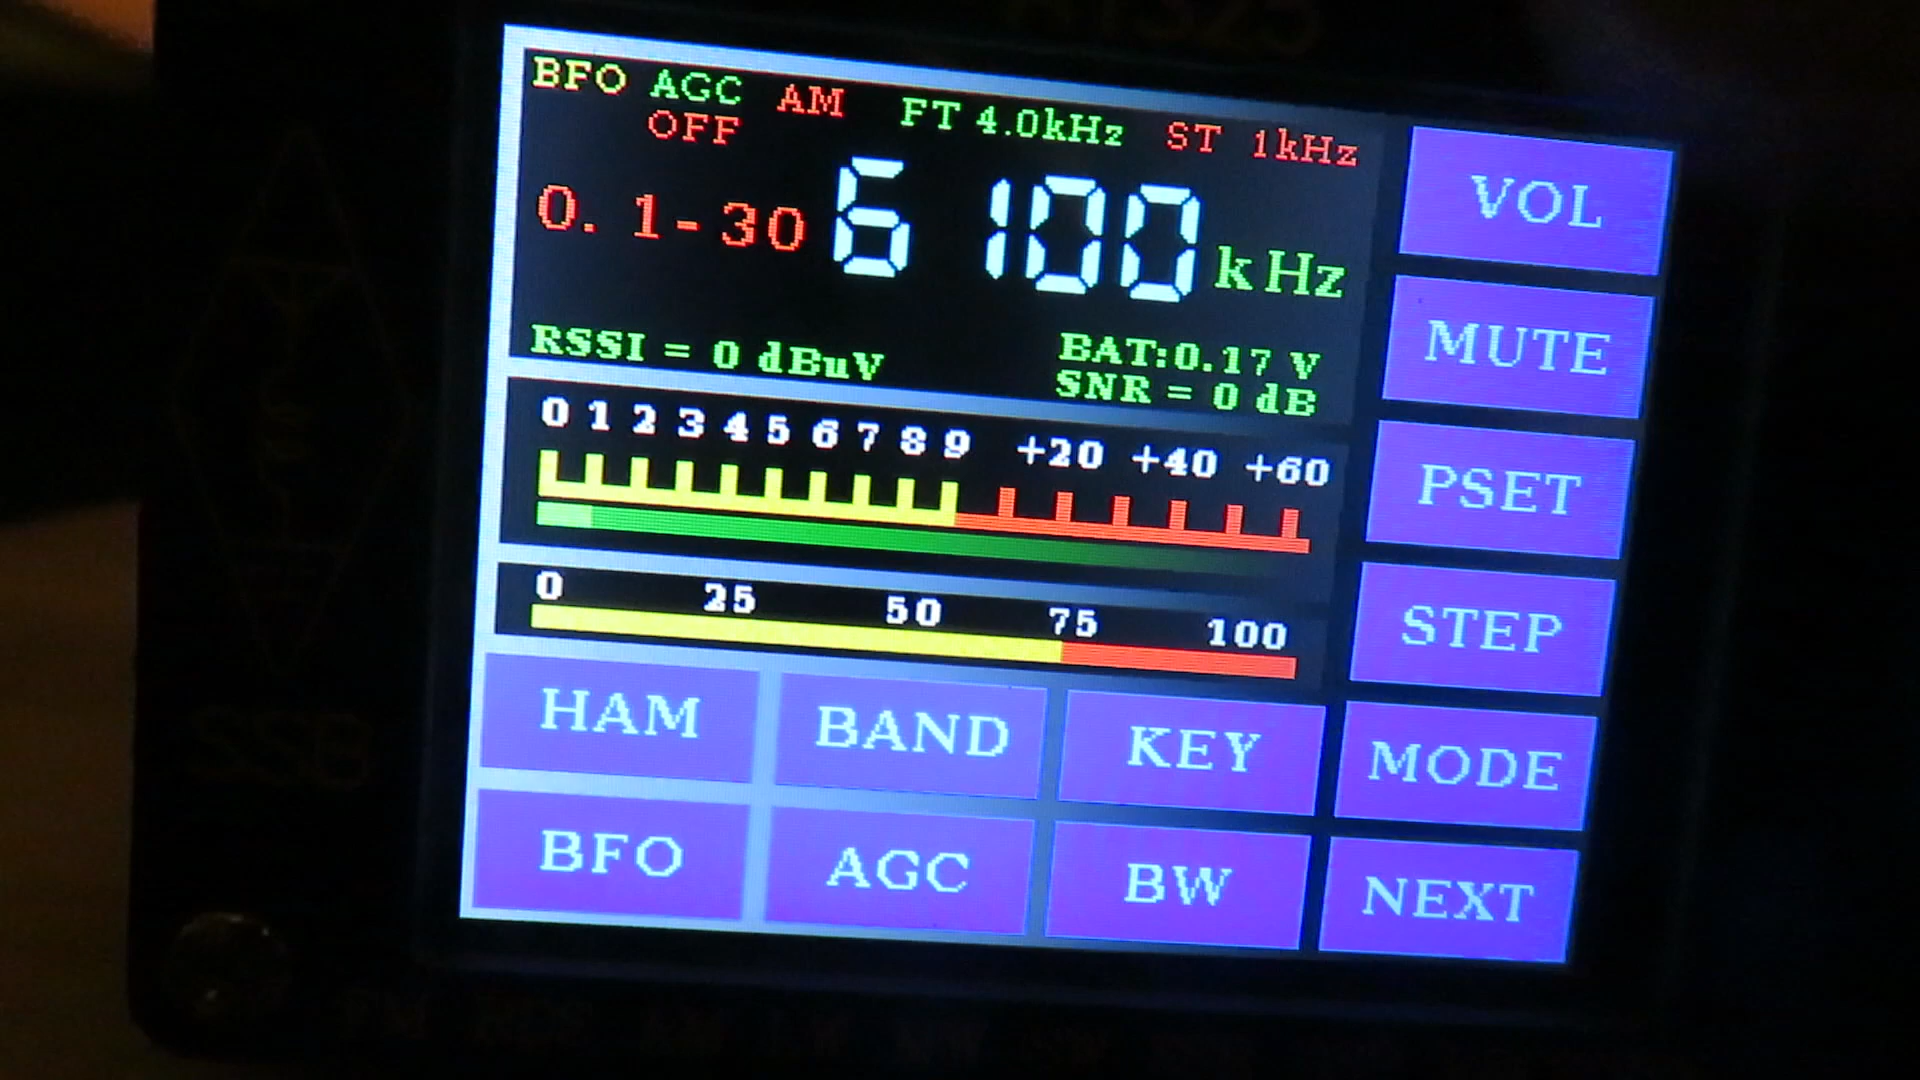 BFO AGC AM FT 4.0kHz ST 1kHz
OFF
0. 1-30 6 100 kHz
RSSI = 0 dBuV BAT:0.17 V
SNR = 0 dB
0 1 2 3 4 5 6 7 8 9 +20 +40 +60
0 25 50 75 100
HAM BAND KEY
BFO AGC BW
VOL
MUTE
PSET
STEP
MODE
NEXT
SSB